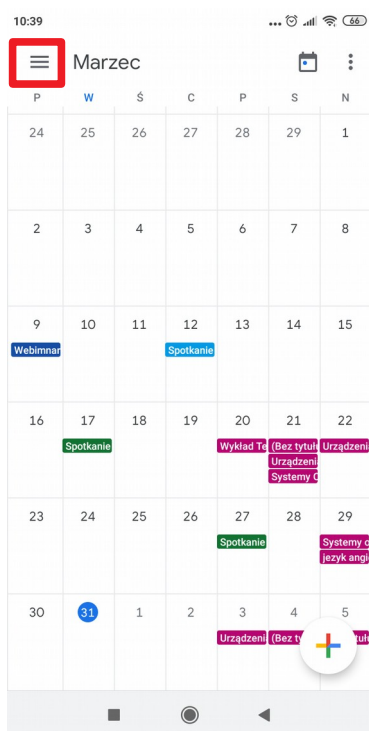 10:39 66
Marzec
P W Ś C P S N
24 25 26 27 28 29 1
2 3 4 5 6 7 8
9 10 11 12 13 14 15
Webimnar Spotkanie
16 17 18 19 20 21 22
Spotkanie Wykład Te (Bez tytuł Urządzeni
Urządzeni
Systemy O
23 24 25 26 27 28 29
Spotkanie Systemy o
jezyk angi
30 31 1 2 3 4 5
Urządzeni (Bez ty